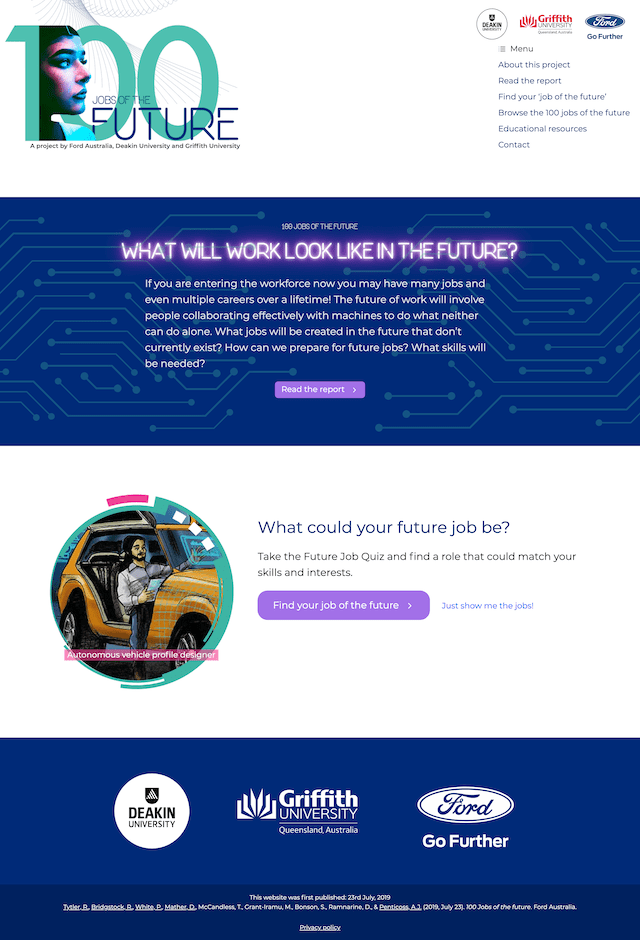 100
JOBS OF THE
FUTURE
A project by Ford Australia, Deakin University and Griffith University
DEAKIN
UNIVERSITY
Griffith
UNIVERSITY
Queensland, Australia
Ford
Go Further
Menu
About this project
Read the report
Find your ‘job of the future’
Browse the 100 jobs of the future
Educational resources
Contact
100 JOBS OF THE FUTURE
WHAT WILL WORK LOOK LIKE IN THE FUTURE?
If you are entering the workforce now you may have many jobs and
even multiple careers over a lifetime! The future of work will involve
people collaborating effectively with machines to do what neither
can do alone. What jobs will be created in the future that don’t
currently exist? How can we prepare for future jobs? What skills will
be needed?
Read the report
What could your future job be?
Take the Future Job Quiz and find a role that could match your
skills and interests.
Find your job of the future
Just show me the jobs!
Autonomous vehicle profile designer
DEAKIN
UNIVERSITY
Griffith
UNIVERSITY
Queensland, Australia
Ford
Go Further
This website was first published: 23rd July, 2019
Tytler, R., Bridgstock, R., White, P., Mather, D., McCandless, T., Grant-Iramu, M., Bonson, S., Ramnarine, D., & Penticoss, A.J. (2019, July 23). 100 Jobs of the future. Ford Australia.
Privacy policy